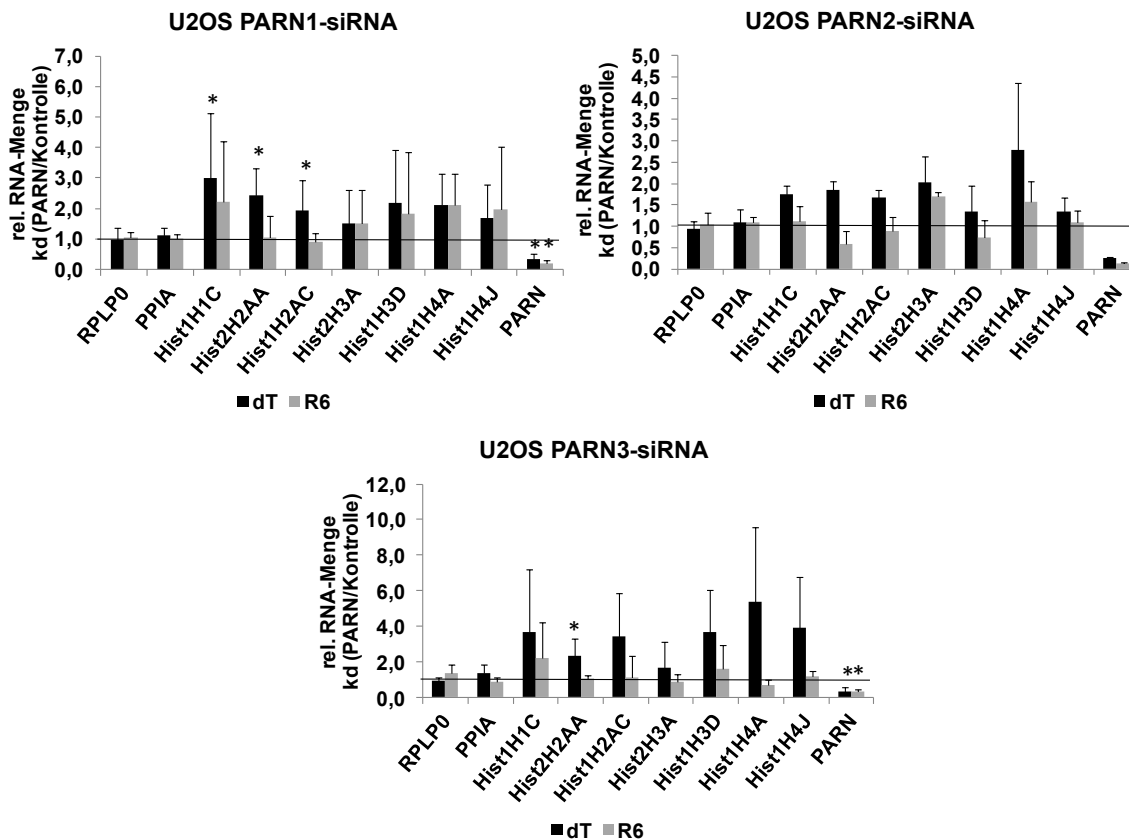 U2OS PARN1-siRNA
rel. RNA-Menge
kd (PARN/Kontrolle)
7,0
6,0
5,0
4,0
3,0
2,0
1,0
0,0
*
*
*
**
RPLP0
PPIA
Hist1H1C
Hist2H2AA
Hist1H2AC
Hist2H3A
Hist1H3D
Hist1H4A
Hist1H4J
PARN
dT R6
U2OS PARN2-siRNA
rel. RNA-Menge
kd (PARN/Kontrolle)
5,0
4,5
4,0
3,5
3,0
2,5
2,0
1,5
1,0
0,5
0,0
RPLP0
PPIA
Hist1H1C
Hist2H2AA
Hist1H2AC
Hist2H3A
Hist1H3D
Hist1H4A
Hist1H4J
PARN
dT R6
U2OS PARN3-siRNA
rel. RNA-Menge
kd (PARN/Kontrolle)
12,0
10,0
8,0
6,0
4,0
2,0
0,0
*
**
RPLP0
PPIA
Hist1H1C
Hist2H2AA
Hist1H2AC
Hist2H3A
Hist1H3D
Hist1H4A
Hist1H4J
PARN
dT R6